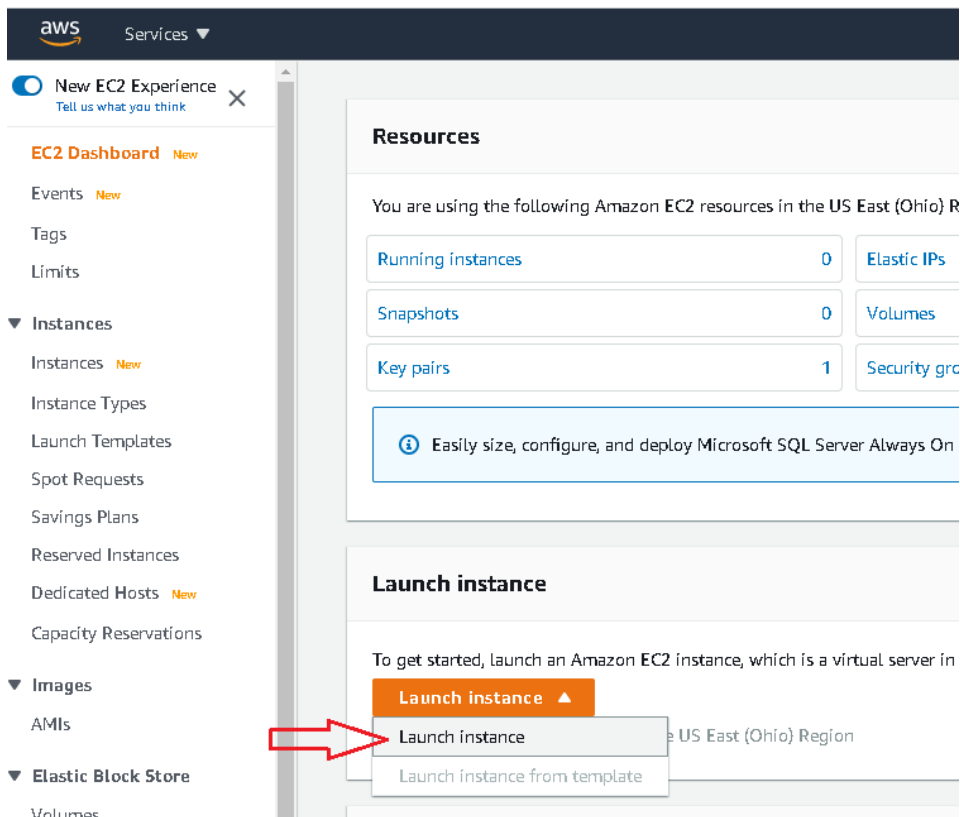 aws
Services
New EC2 Experience
Tell us what you think
EC2 Dashboard New
Events New
Tags
Limits
Instances
Instances New
Instance Types
Launch Templates
Spot Requests
Savings Plans
Reserved Instances
Dedicated Hosts New
Capacity Reservations
Images
AMIs
Elastic Block Store
Volumes
Resources
You are using the following Amazon EC2 resources in the US East (Ohio) R
Running instances 0 Elastic IPs
Snapshots 0 Volumes
Key pairs 1 Security gro
Easily size, configure, and deploy Microsoft SQL Server Always On
Launch instance
To get started, launch an Amazon EC2 instance, which is a virtual server in
Launch instance
Launch instance
e US East (Ohio) Region
Launch instance from template